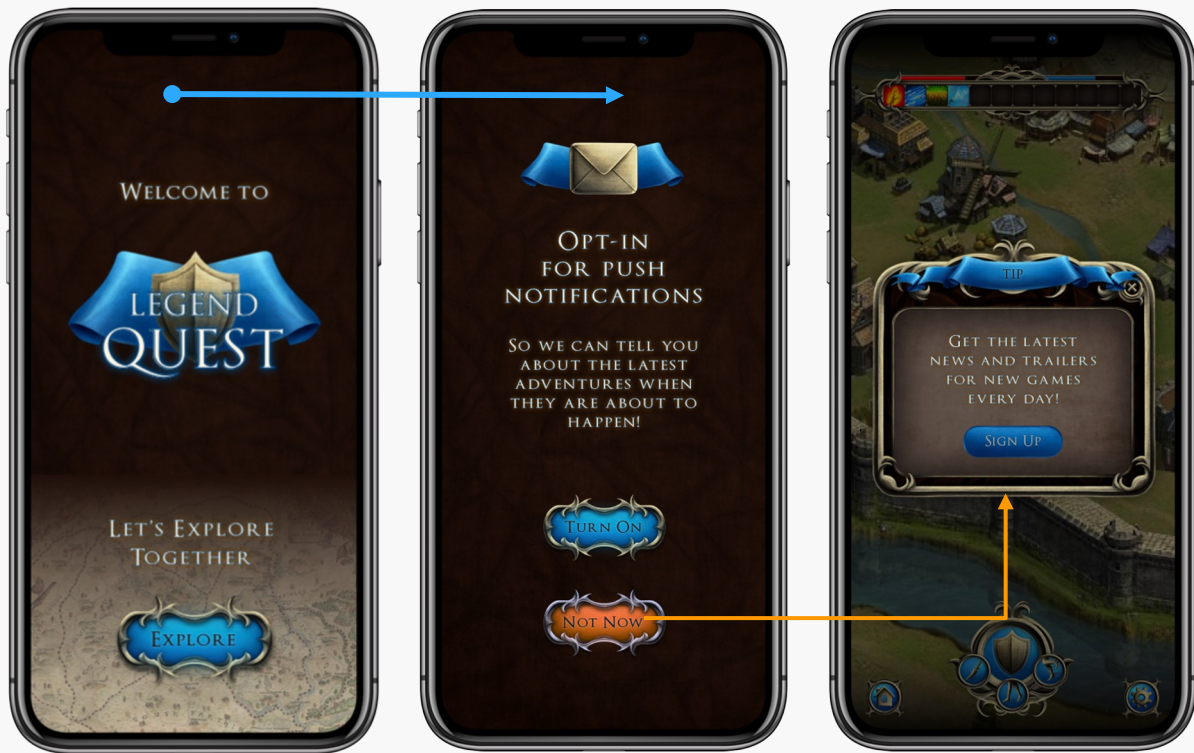 WELCOME TO
LEGEND
QUEST
LET'S EXPLORE
TOGETHER
EXPLORE
OPT-IN
FOR PUSH
NOTIFICATIONS
SO WE CAN TELL YOU
ABOUT THE LATEST
ADVENTURES WHEN
THEY ARE ABOUT TO
HAPPEN!
TURN ON
NOT NOW
TIP
GET THE LATEST
NEWS AND TRAILERS
FOR NEW GAMES
EVERY DAY!
SIGN UP